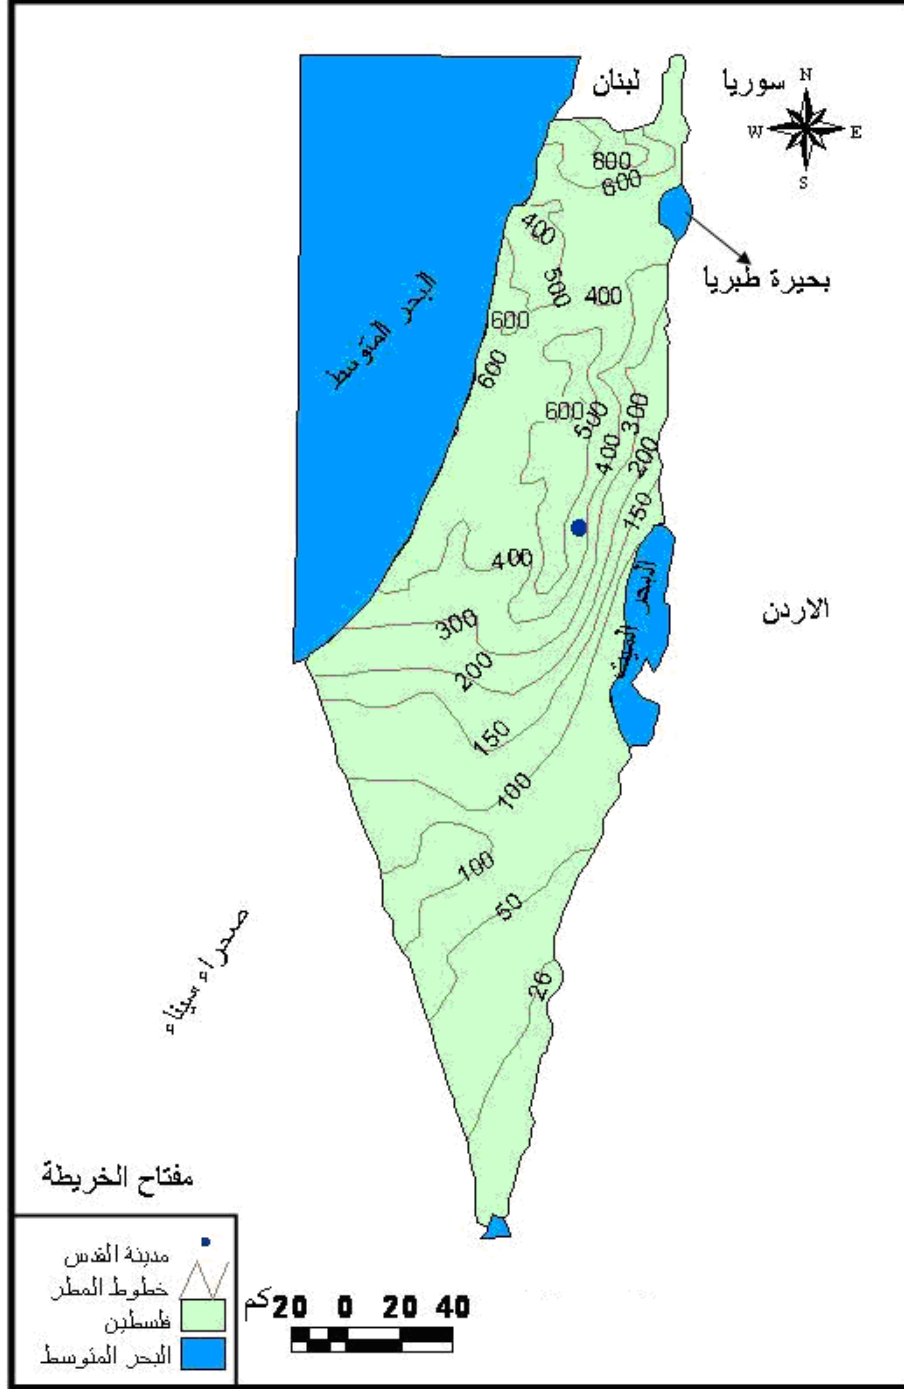 لبنان
سوريا
N
W
E
S
800
600
400
بحيرة طبريا
500
400
البحر المتوسط
600
600
600
500
300
400
200
150
400
البحر الميت
الاردن
300
200
150
100
100
50
صحراء سيناء
26
مفتاح الخريطة
مدينة القدس
خطوط المطر
فلسطين
البحر المتوسط
كم 20 0 20 40